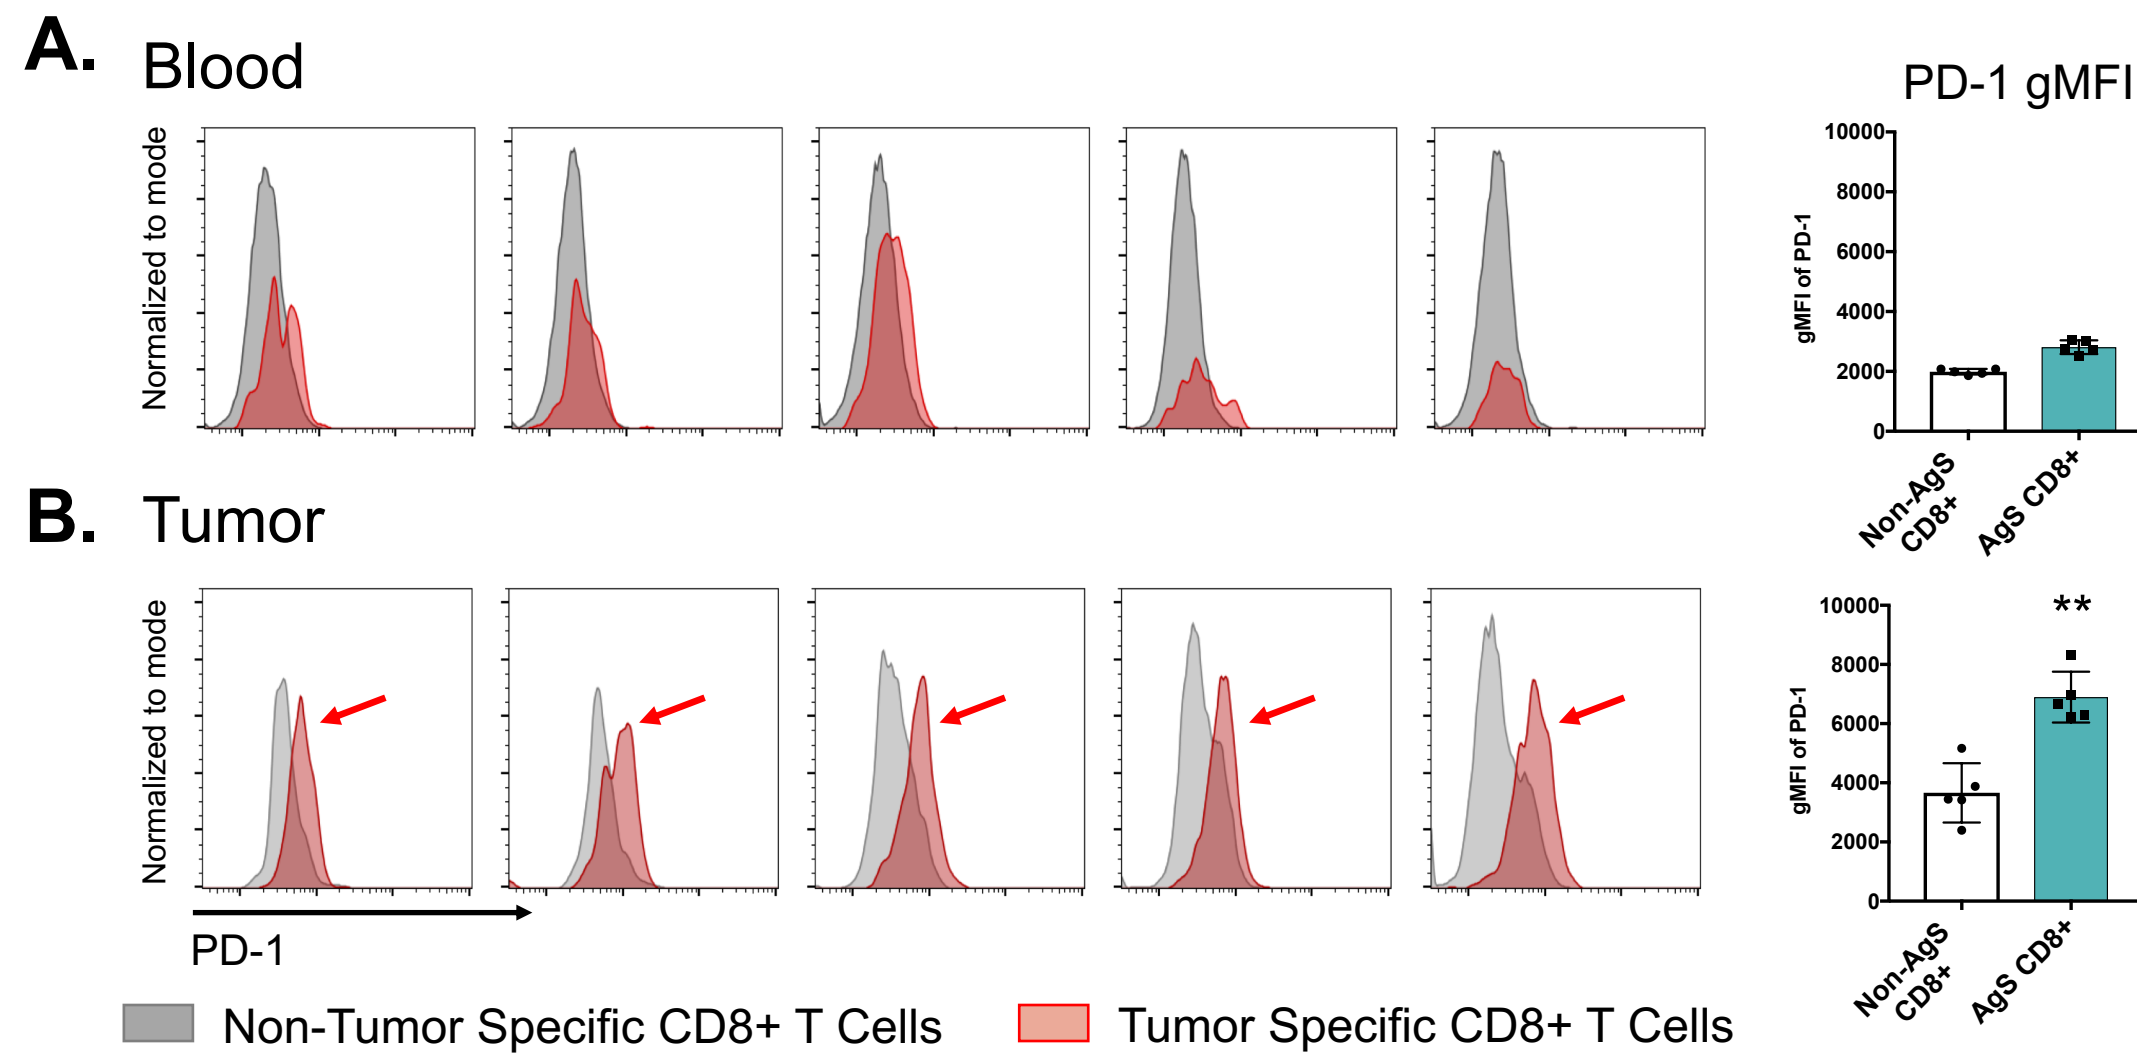 A.
Blood
Normalized to mode
PD-1 gMFI
gMFI of PD-1
10000
8000
6000
4000
2000
0
Non-AgS
CD8+
AgS CD8+
B.
Tumor
Normalized to mode
PD-1
gMFI of PD-1
10000
8000
6000
4000
2000
0
**
Non-AgS
CD8+
AgS CD8+
Non-Tumor Specific CD8+ T Cells
Tumor Specific CD8+ T Cells